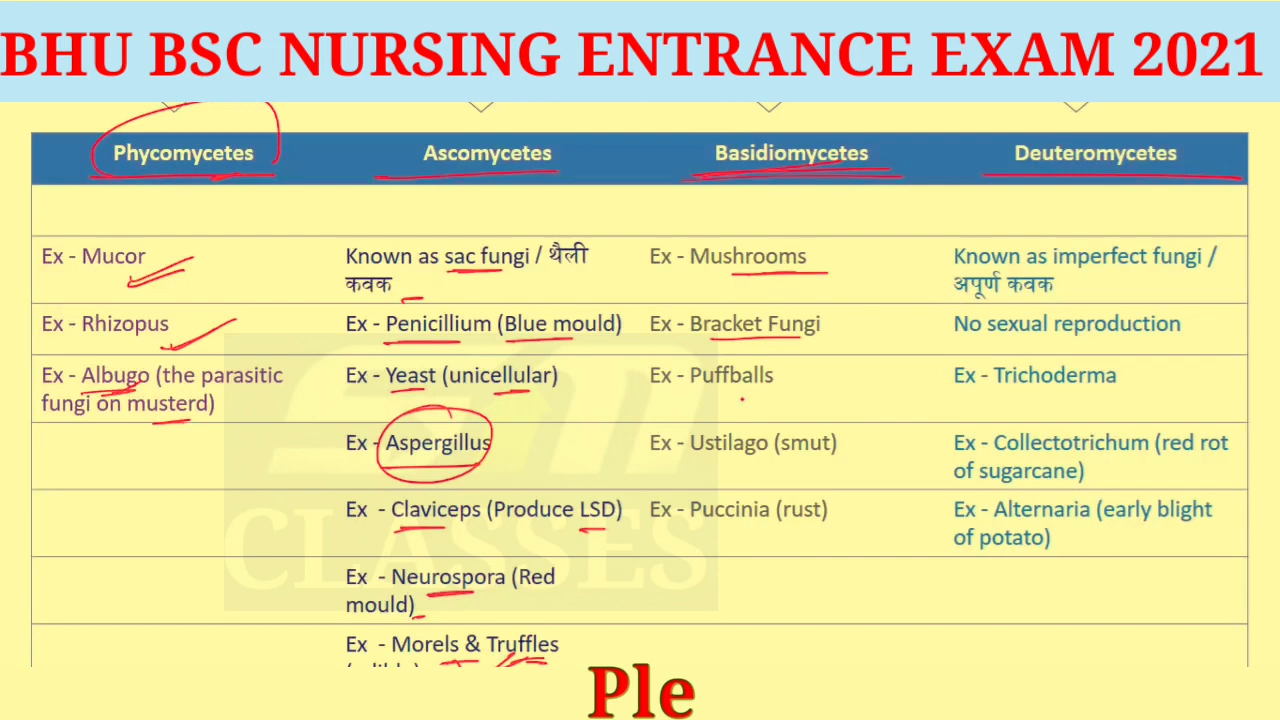 BHU BSC NURSING ENTRANCE EXAM 2021
Phycomycetes Ascomycetes Basidiomycetes Deuteromycetes
Ex - Mucor
Known as sac fungi / थैली
कवक
Ex - Mushrooms
Known as imperfect fungi /
अपूर्ण कवक
Ex - Rhizopus
Ex - Penicillium (Blue mould)
Ex - Bracket Fungi
No sexual reproduction
Ex - Albugo (the parasitic
fungi on musterd)
Ex - Yeast (unicellular)
Ex - Puffballs
Ex - Trichoderma
Ex - Aspergillus
Ex - Ustilago (smut)
Ex - Collectotrichum (red rot
of sugarcane)
Ex - Claviceps (Produce LSD)
Ex - Puccinia (rust)
Ex - Alternaria (early blight
of potato)
Ex - Neurospora (Red
mould)
Ex - Morels & Truffles
CLASSES
Ple